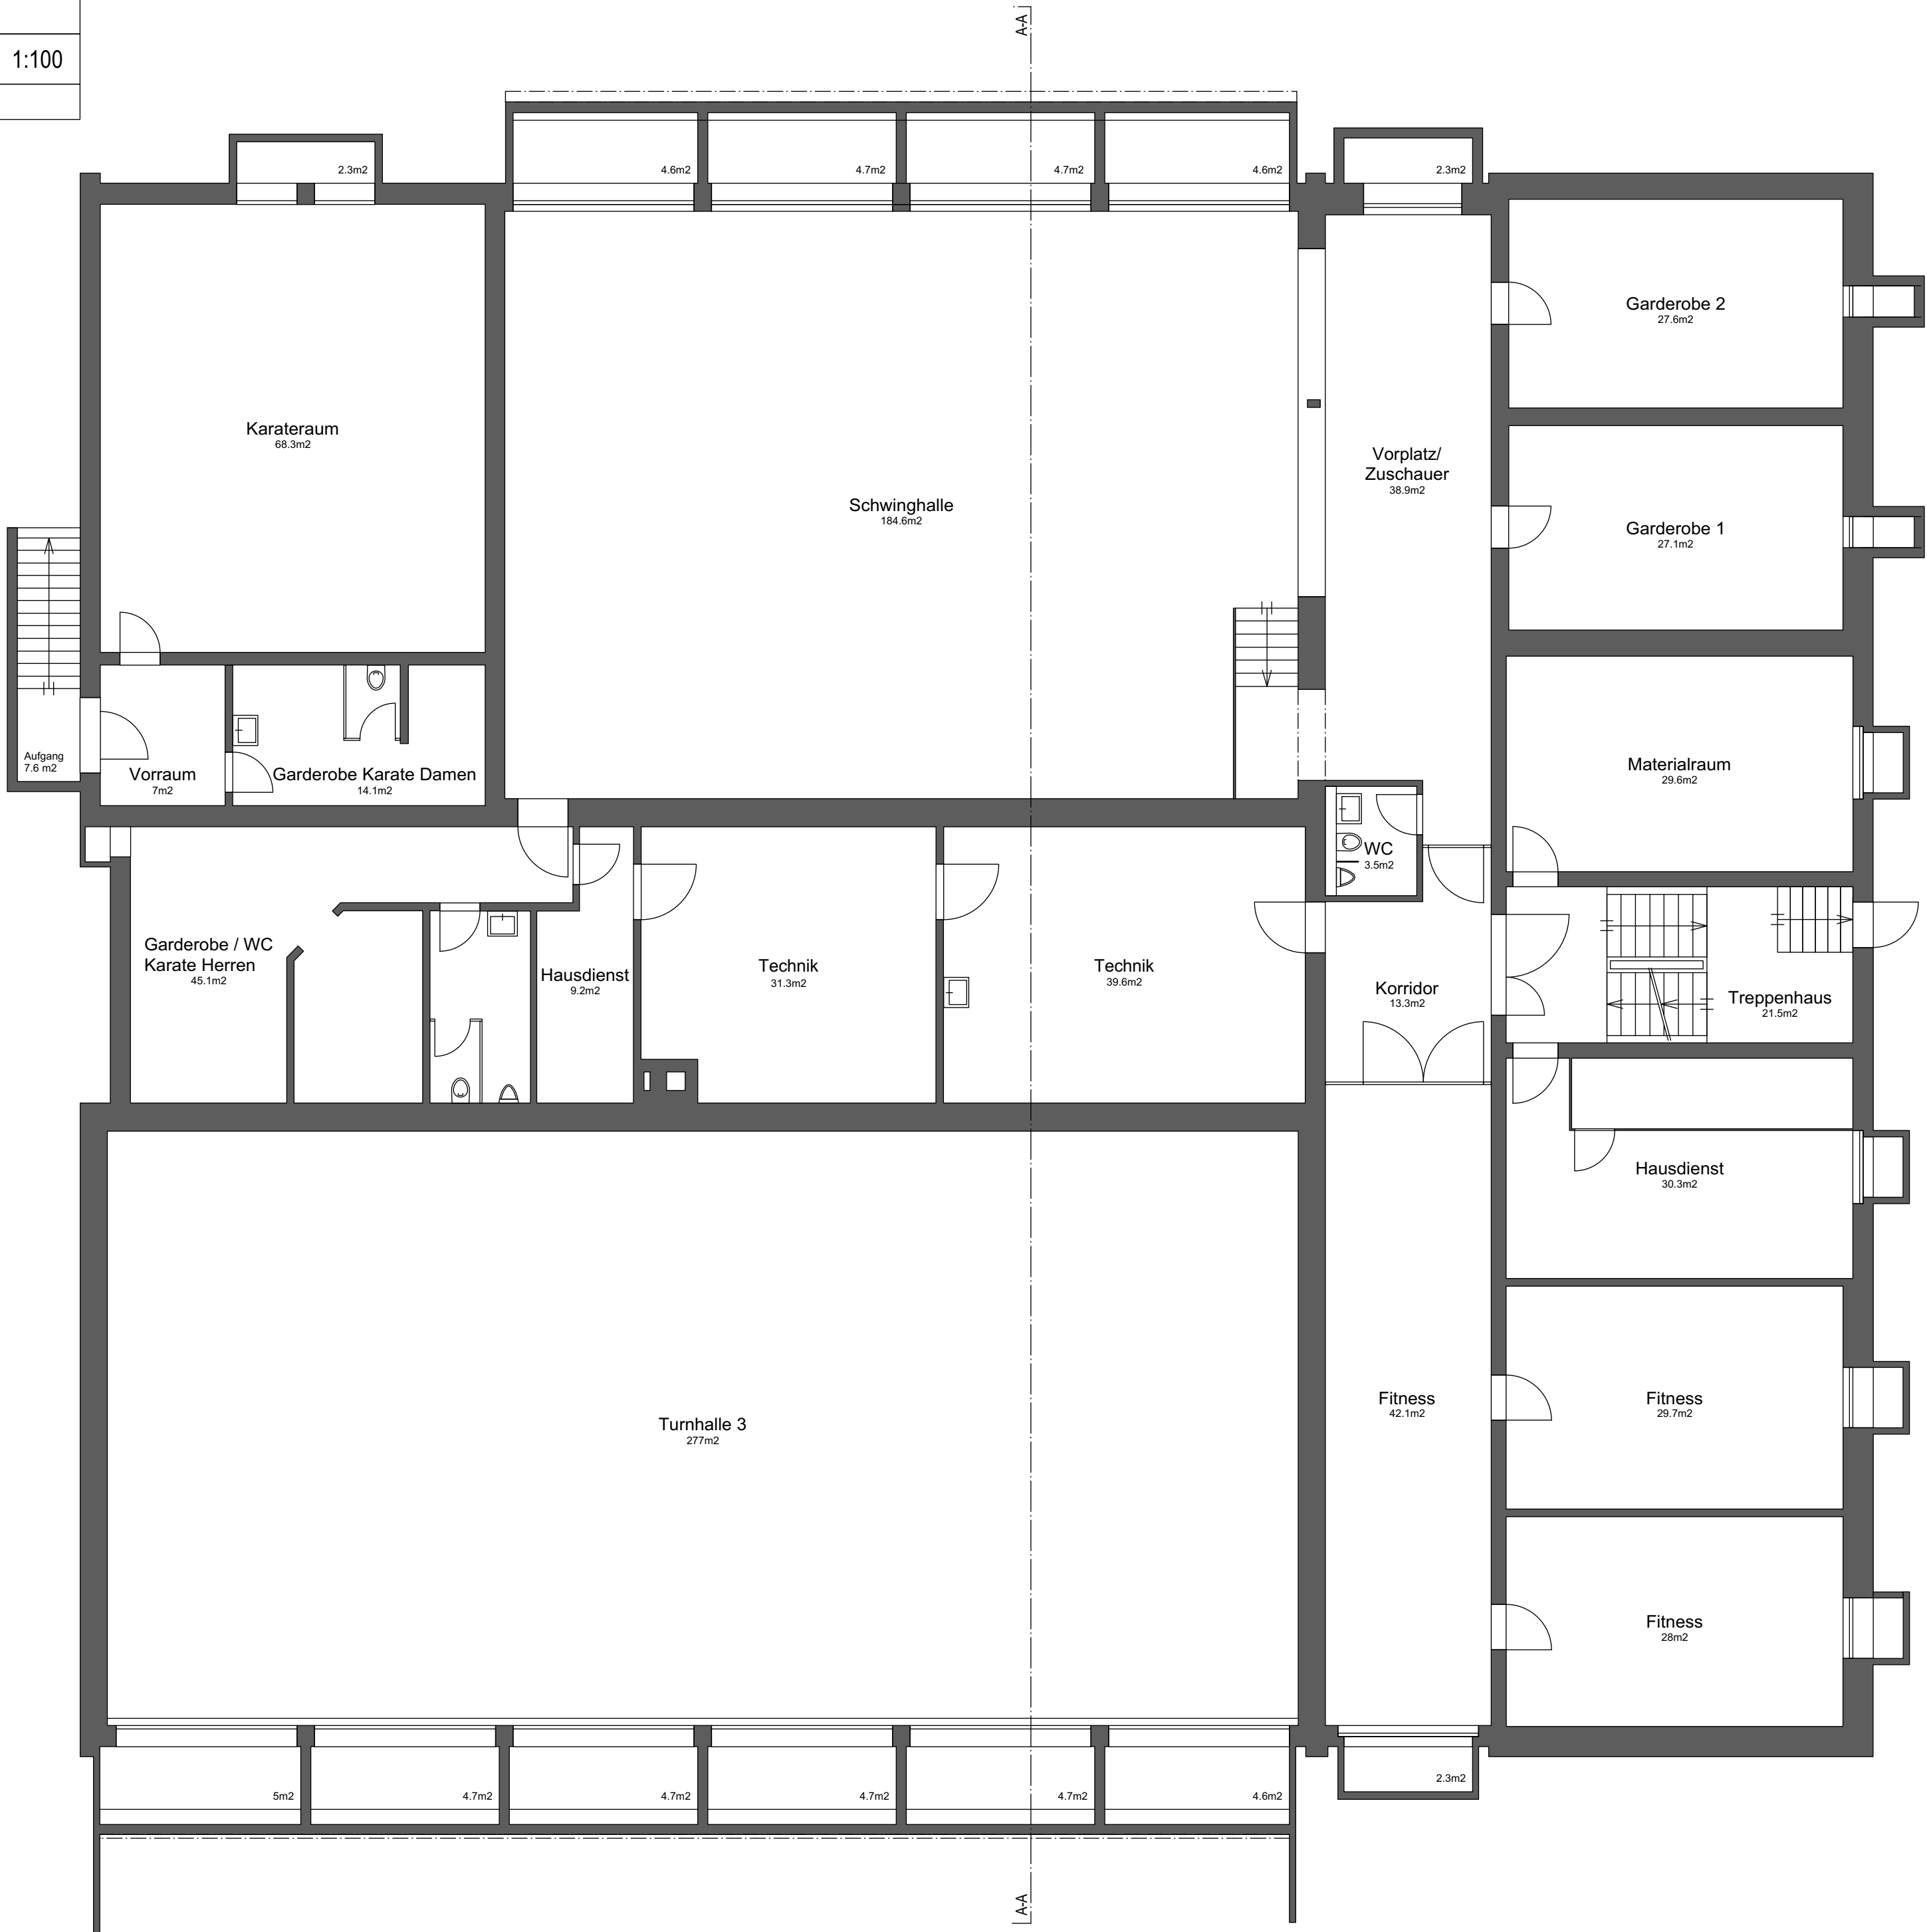 A-A
1:100
2.3m2
4.6m2
4.7m2
4.7m2
4.6m2
2.3m2
Garderobe 2
27.6m2
Karateraum
68.3m2
Vorplatz/
Zuschauer
38.9m2
Schwinghalle
184.6m2
Garderobe 1
27.1m2
Aufgang
7.6 m2
Vorraum
7m2
Garderobe Karate Damen
14.1m2
Materialraum
29.6m2
WC
3.5m2
Garderobe / WC
Karate Herren
45.1m2
Hausdienst
9.2m2
Technik
31.3m2
Technik
39.6m2
Korridor
13.3m2
Treppenhaus
21.5m2
Hausdienst
30.3m2
Turnhalle 3
277m2
Fitness
42.1m2
Fitness
29.7m2
Fitness
28m2
5m2
4.7m2
4.7m2
4.7m2
4.7m2
4.6m2
2.3m2
A-A